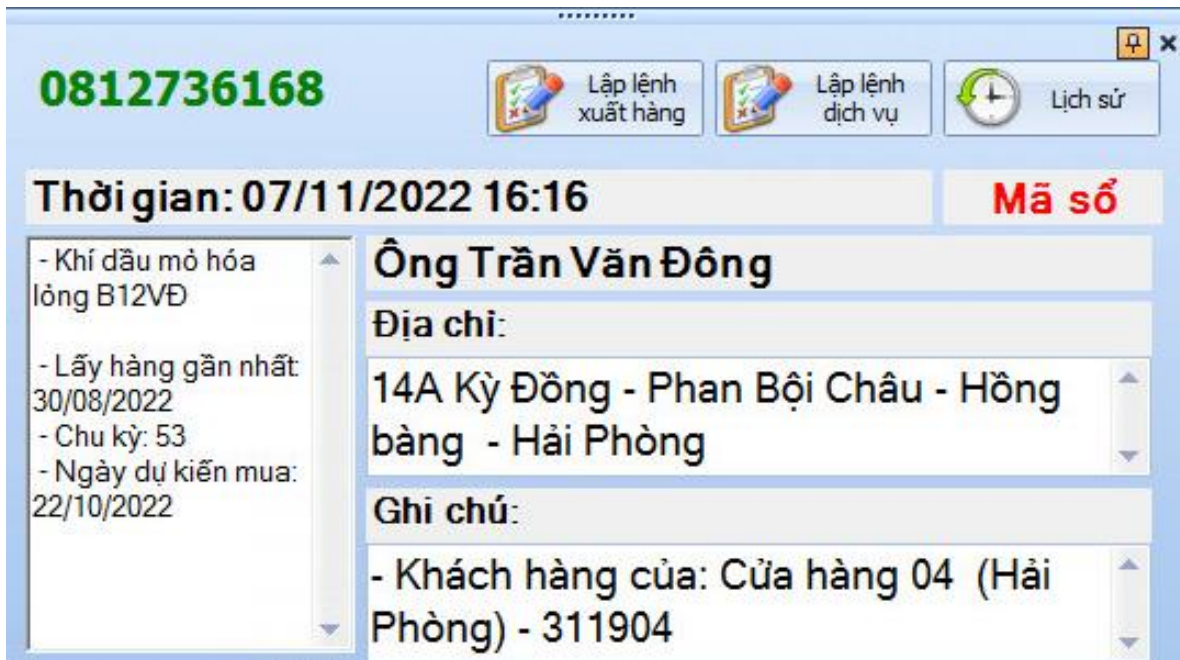 0812736168
Lập lệnh
xuất hàng
Lập lệnh
dịch vụ
Lịch sử
Thời gian: 07/11/2022 16:16
Mã sổ
- Khí dầu mỏ hóa
lỏng B12VĐ
- Lấy hàng gần nhất:
30/08/2022
- Chu kỳ: 53
- Ngày dự kiến mua:
22/10/2022
Ông Trần Văn Đông
Địa chỉ:
14A Kỳ Đồng - Phan Bội Châu - Hồng
bàng - Hải Phòng
Ghi chú:
- Khách hàng của: Cửa hàng 04 (Hải
Phòng) - 311904